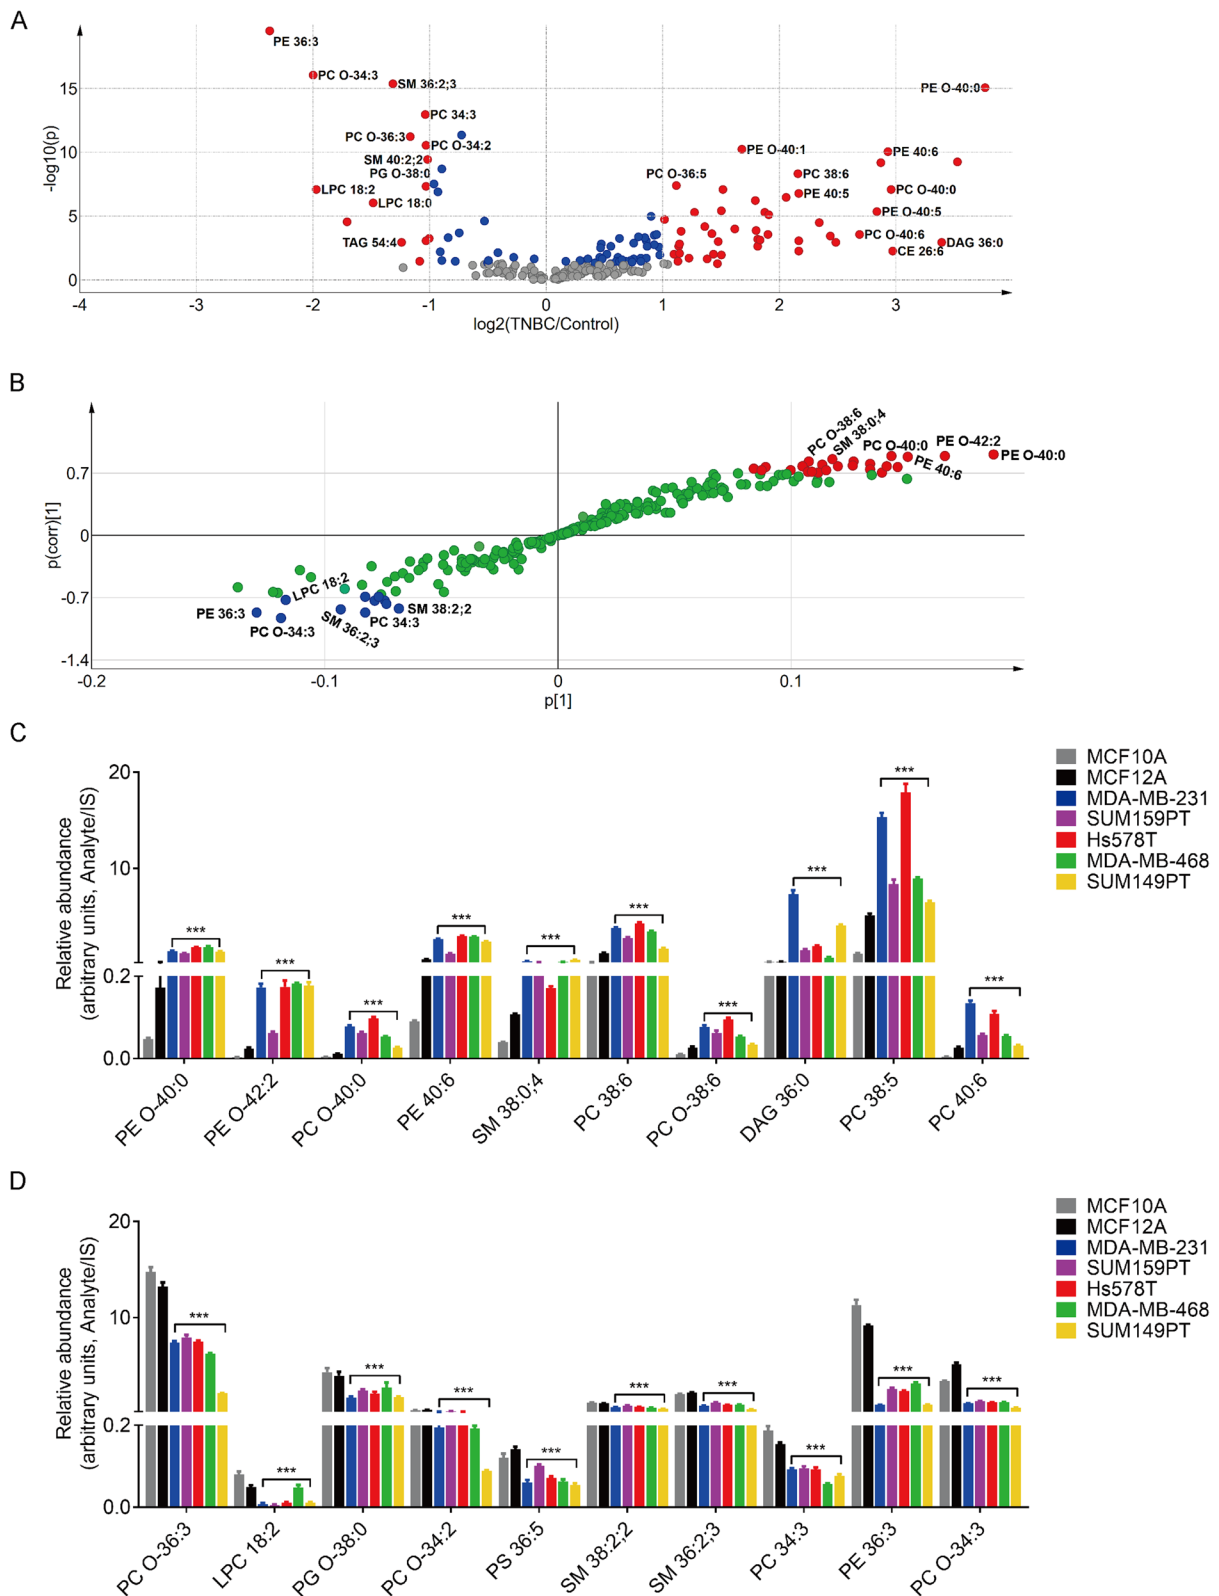 A
PE 36:3
PC O-34:3
SM 36:2;3
PE O-40:0
PC 34:3
PC O-36:3
PC O-34:2
PE O-40:1
PE 40:6
SM 40:2;2
PG O-38:0
PC O-36:5
PC 38:6
LPC 18:2
PE 40:5
PC O-40:0
LPC 18:0
PE O-40:5
TAG 54:4
PC O-40:6
DAG 36:0
CE 26:6
-log10(p)
15
10
5
0
-4 -3 -2 -1 0 1 2 3
log2(TNBC/Control)
B
PC O-38:6
SM 38:0;4
PC O-40:0
PE O-42:2
PE O-40:0
PE 40:6
LPC 18:2
PE 36:3
PC O-34:3
SM 36:2;3
PC 34:3
SM 38:2;2
p(corr)[1]
0.7
0
-0.7
-1.4
-0.2 -0.1 0 0.1
p[1]
C
Relative abundance
(arbitrary units, Analyte/IS)
20
10
0.2
0.0
*** *** *** *** *** *** *** *** *** ***
PE O-40:0 PE O-42:2 PC O-40:0 PE 40:6 SM 38:0;4 PC 38:6 PC O-38:6 DAG 36:0 PC 38:5 PC 40:6
MCF10A
MCF12A
MDA-MB-231
SUM159PT
Hs578T
MDA-MB-468
SUM149PT
D
Relative abundance
(arbitrary units, Analyte/IS)
20
10
0.2
0.0
*** *** *** *** *** *** *** *** *** ***
PC O-36:3 LPC 18:2 PG O-38:0 PC O-34:2 PS 36:5 SM 38:2;2 SM 36:2;3 PC 34:3 PE 36:3 PC O-34:3
MCF10A
MCF12A
MDA-MB-231
SUM159PT
Hs578T
MDA-MB-468
SUM149PT